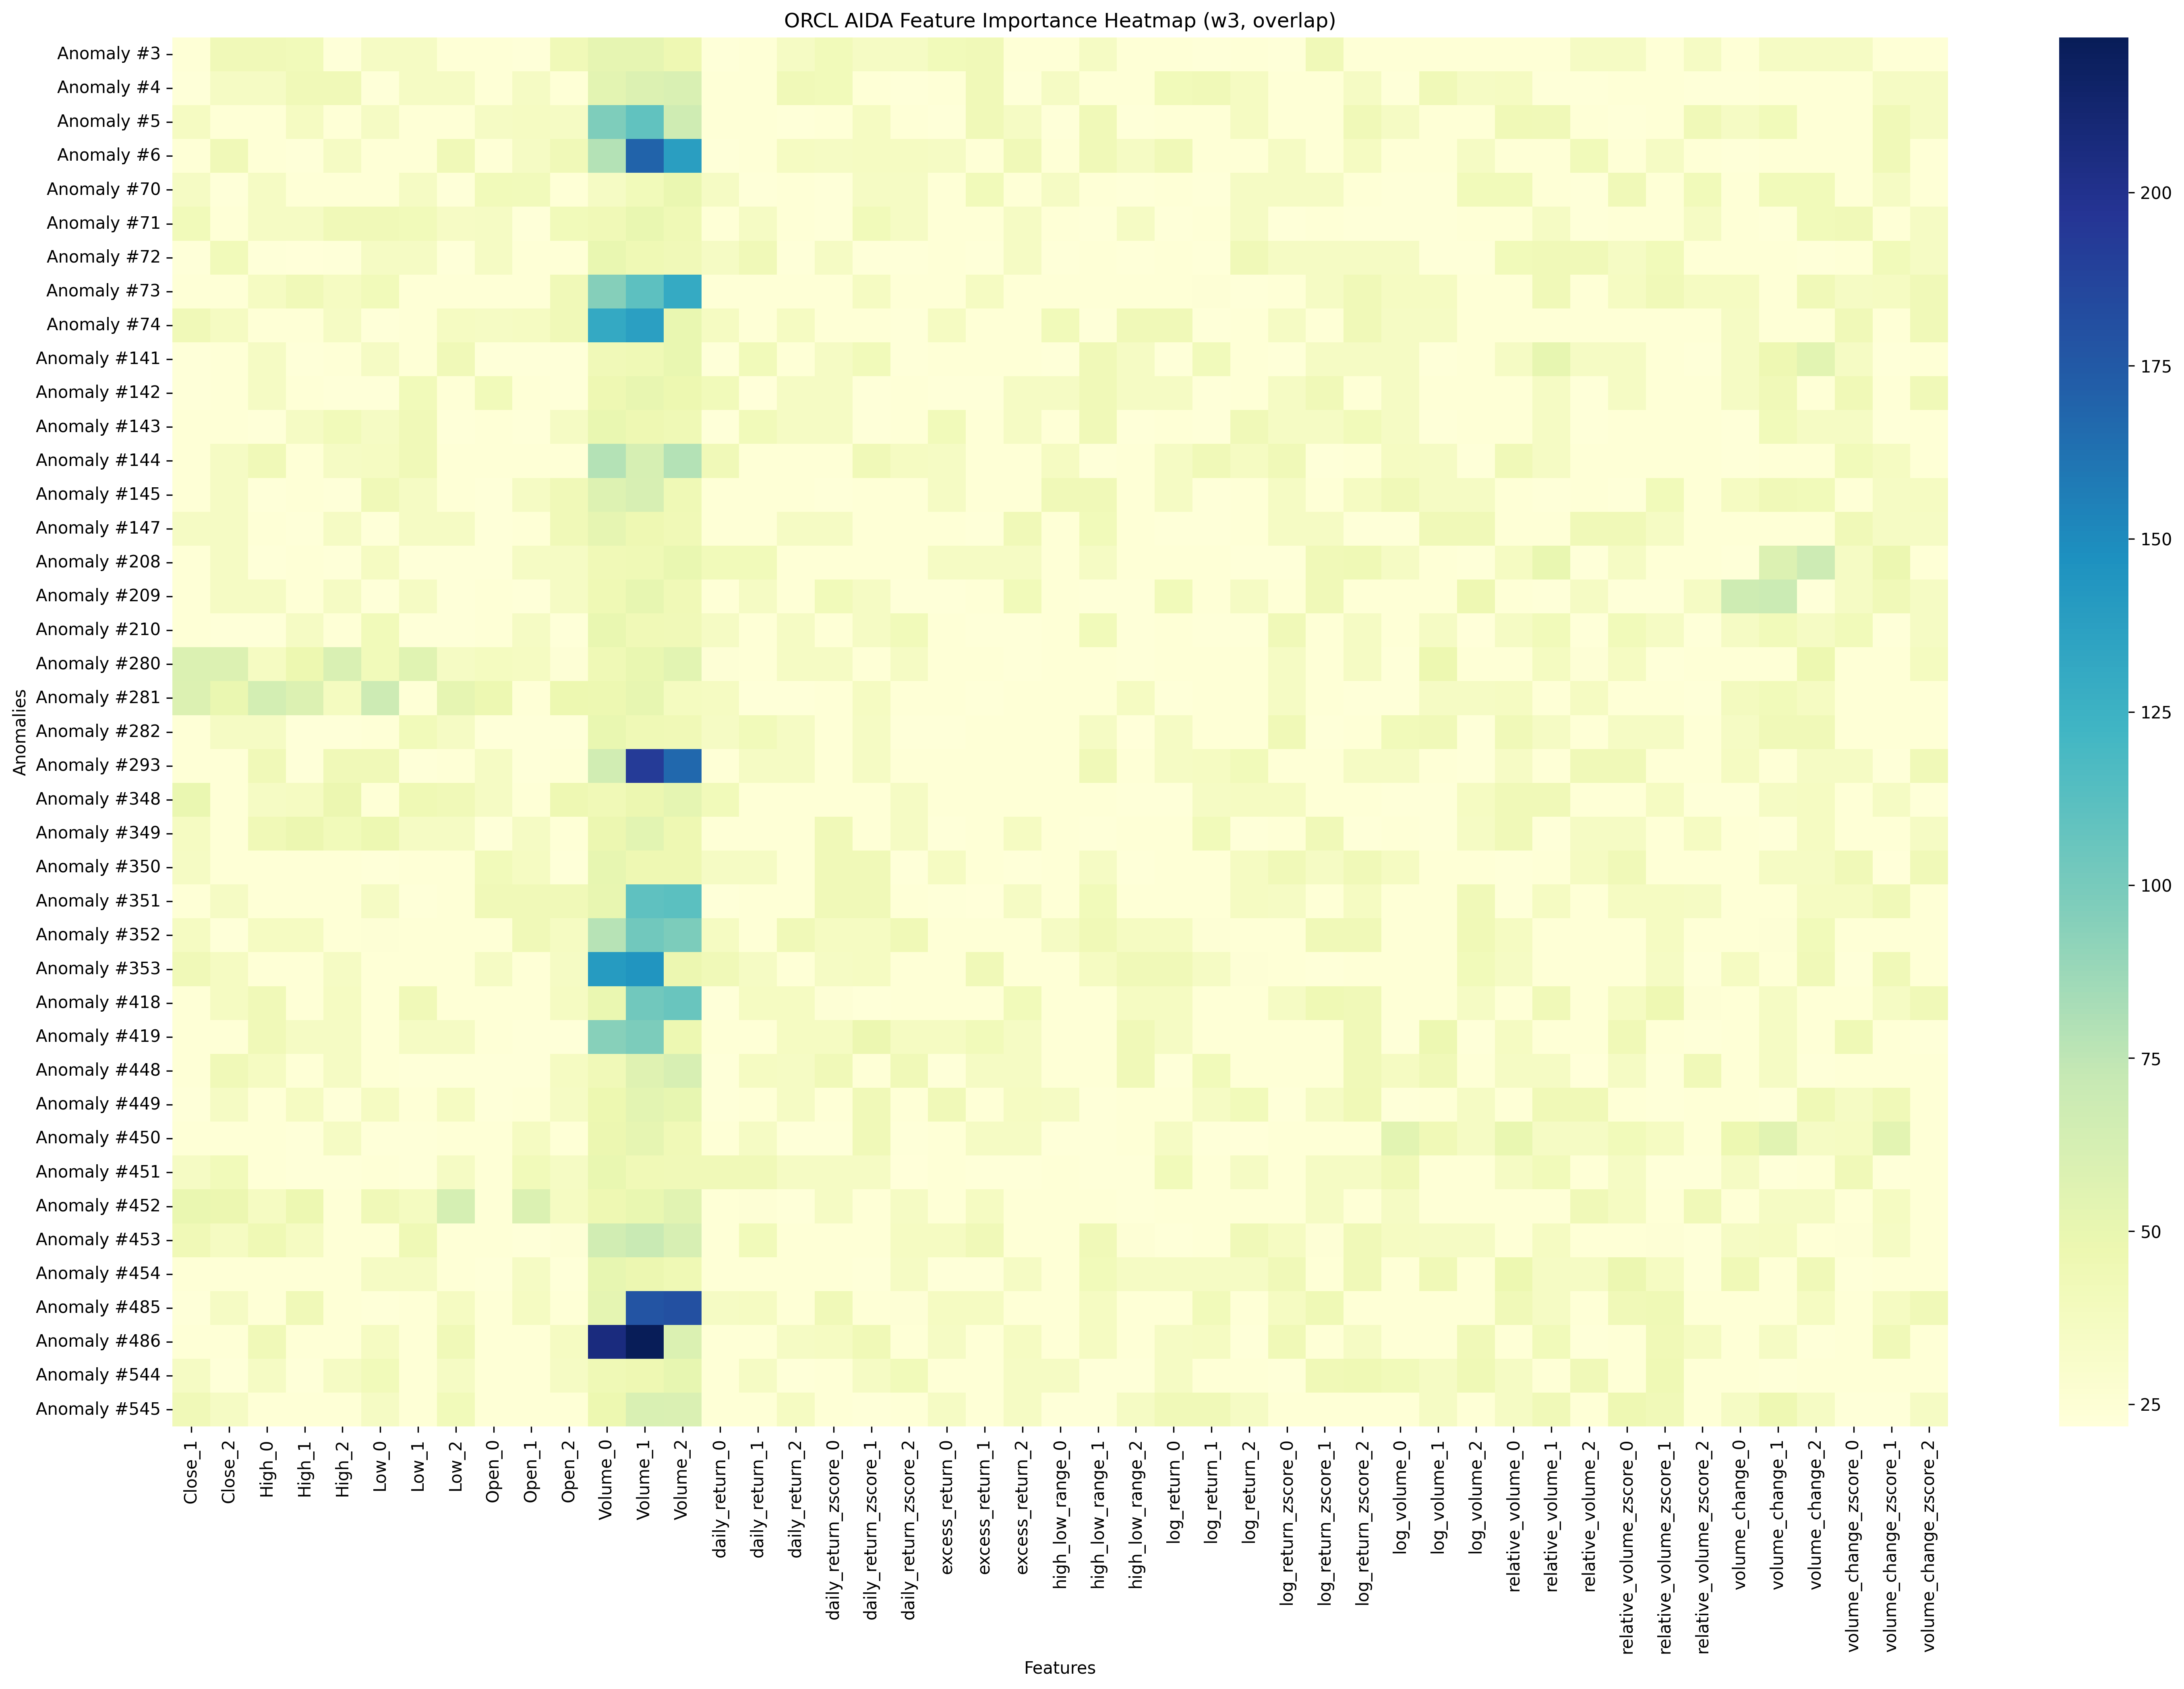 ORCL AIDA Feature Importance Heatmap (w3, overlap)
Anomalies
Anomaly #3
Anomaly #4
Anomaly #5
Anomaly #6
Anomaly #70
Anomaly #71
Anomaly #72
Anomaly #73
Anomaly #74
Anomaly #141
Anomaly #142
Anomaly #143
Anomaly #144
Anomaly #145
Anomaly #147
Anomaly #208
Anomaly #209
Anomaly #210
Anomaly #280
Anomaly #281
Anomaly #282
Anomaly #293
Anomaly #348
Anomaly #349
Anomaly #350
Anomaly #351
Anomaly #352
Anomaly #353
Anomaly #418
Anomaly #419
Anomaly #448
Anomaly #449
Anomaly #450
Anomaly #451
Anomaly #452
Anomaly #453
Anomaly #454
Anomaly #485
Anomaly #486
Anomaly #544
Anomaly #545
Close_1
Close_2
High_0
High_1
High_2
Low_0
Low_1
Low_2
Open_0
Open_1
Open_2
Volume_0
Volume_1
Volume_2
daily_return_0
daily_return_1
daily_return_2
daily_return_zscore_0
daily_return_zscore_1
daily_return_zscore_2
excess_return_0
excess_return_1
excess_return_2
high_low_range_0
high_low_range_1
high_low_range_2
log_return_0
log_return_1
log_return_2
log_return_zscore_0
log_return_zscore_1
log_return_zscore_2
log_volume_0
log_volume_1
log_volume_2
relative_volume_0
relative_volume_1
relative_volume_2
relative_volume_zscore_0
relative_volume_zscore_1
relative_volume_zscore_2
volume_change_0
volume_change_1
volume_change_2
volume_change_zscore_0
volume_change_zscore_1
volume_change_zscore_2
Features
200
175
150
125
100
75
50
25